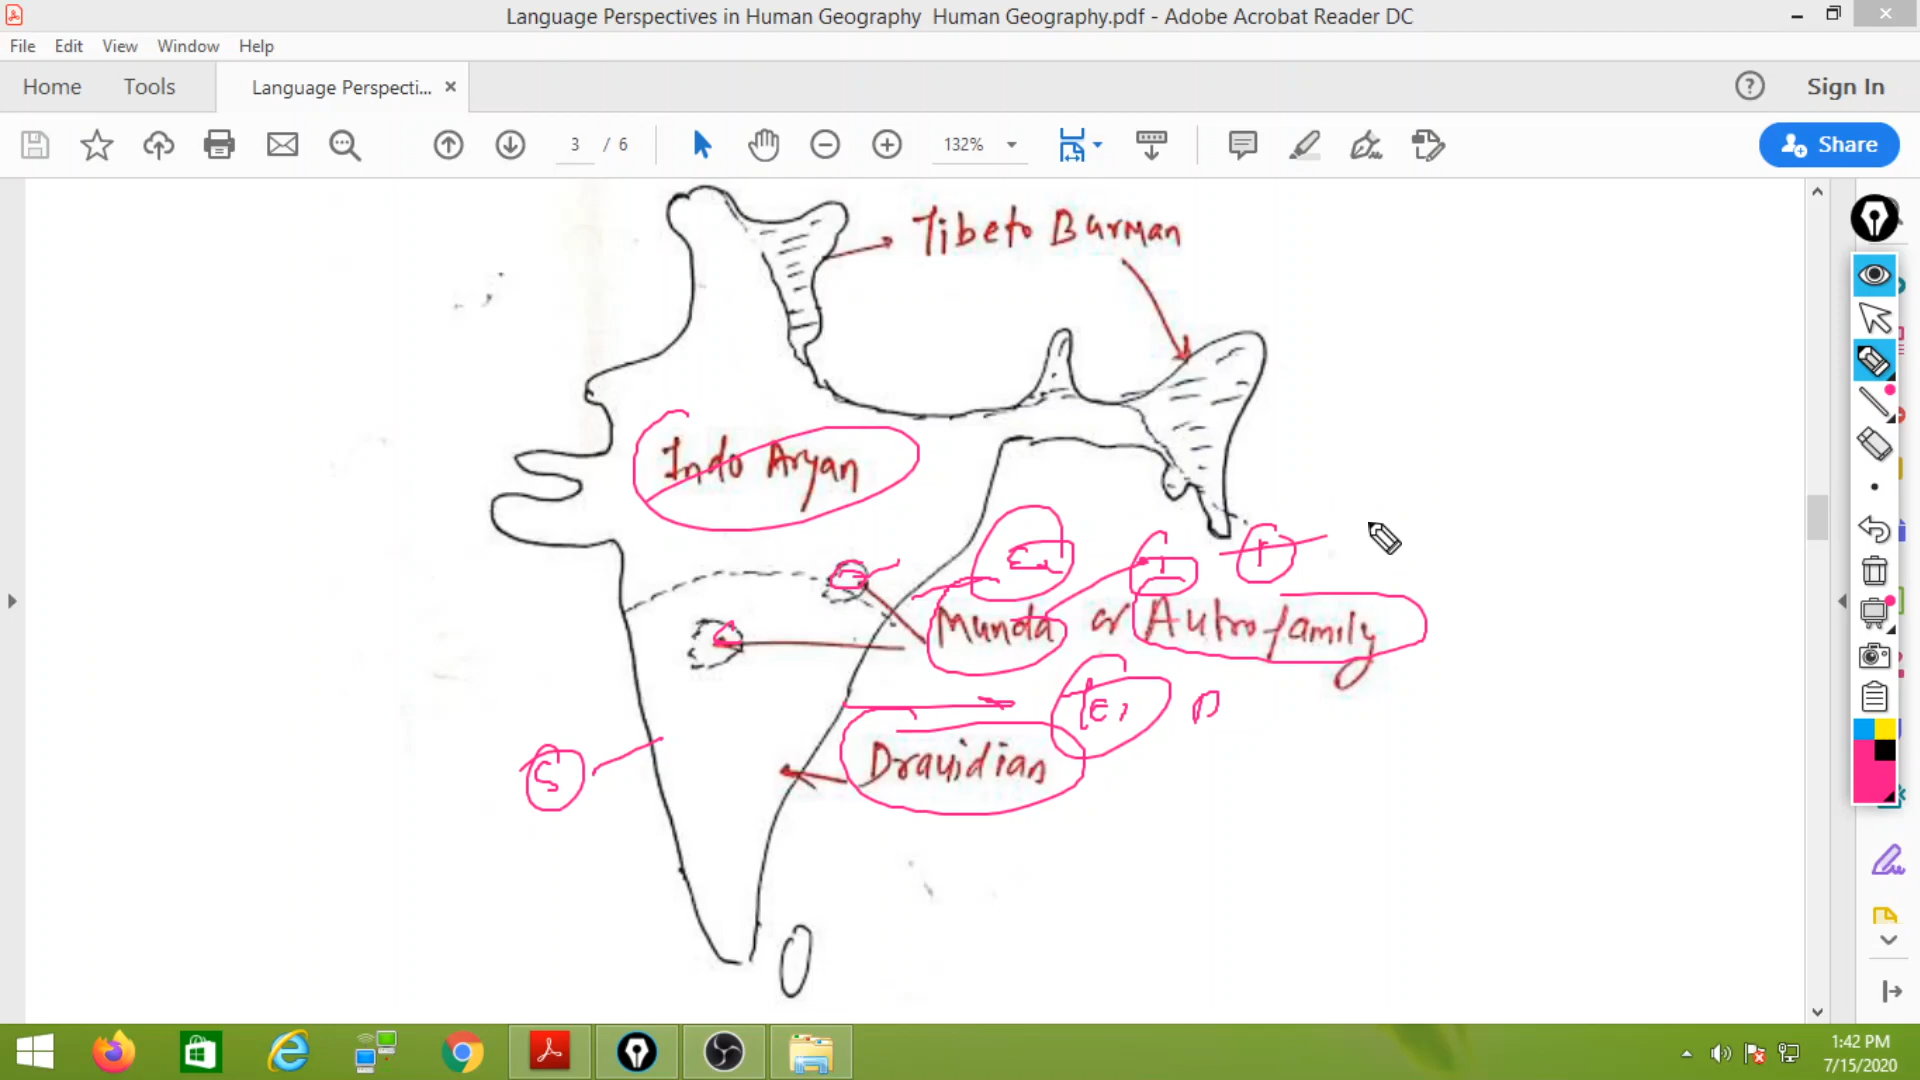 Language Perspectives in Human Geography  Human Geography.pdf - Adobe Acrobat Reader DC
File Edit View Window Help
Home Tools Language Perspecti... × Sign In
3 / 6 132% Share
Tibeto Burman
Indo Aryan
Munda or Autrofamily
Dravidian
S
1:42 PM
7/15/2020